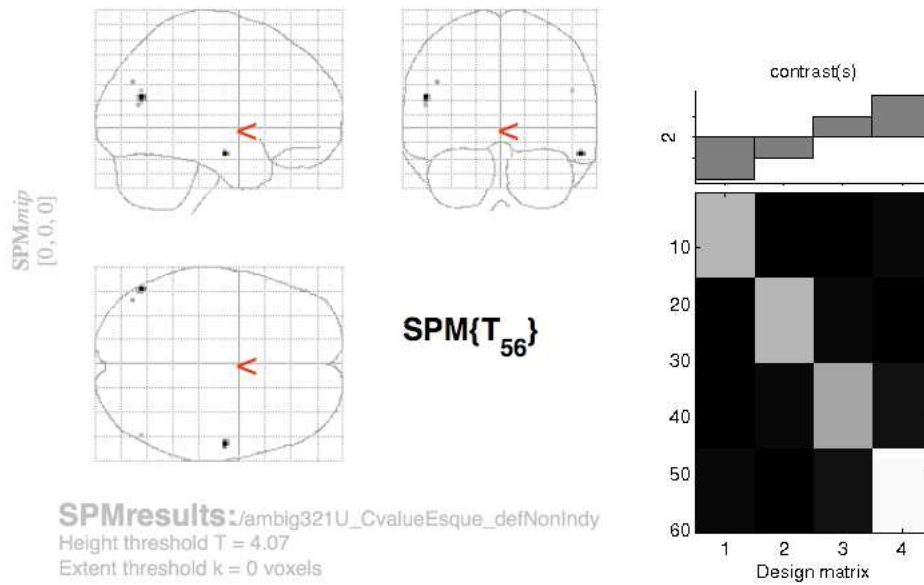 SPMmip
[0, 0, 0]
<
<
<
SPM{T56}
SPMresults:./ambig321U_CvalueEsque_defNonIndy
Height threshold T = 4.07
Extent threshold k = 0 voxels
contrast(s)
2
10
20
30
40
50
60
1 2 3 4
Design matrix